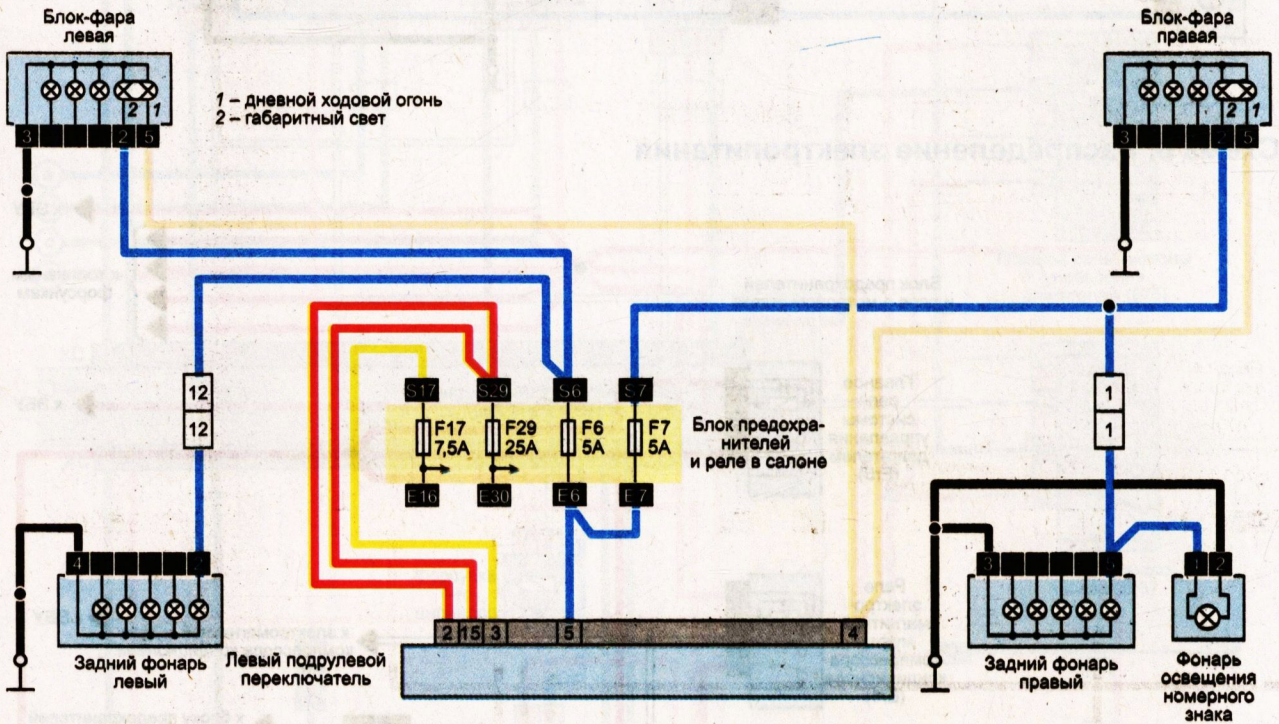 Блок-фара
левая
Блок-фара
правая
2 1
2 1
1 – дневной ходовой огонь
2 – габаритный свет
3 2 5
3 2 5
S17 S29 S6 S7
12
12
1
1
F17
7,5A
F29
25A
F6
5A
F7
5A
Блок предохра-
нителей
и реле в салоне
E16 E30 E6 E7
4
3
1 2
2 15 3 5 4
Задний фонарь
левый
Левый подрулевой
переключатель
Задний фонарь
правый
Фонарь
освещения
номерного
знака